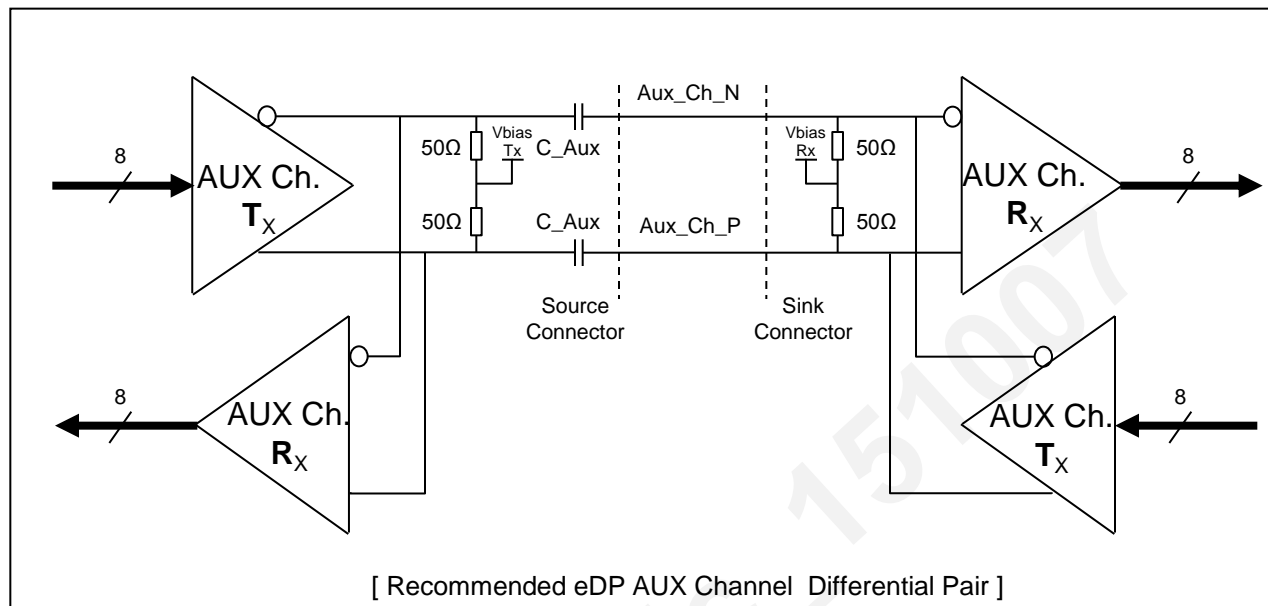 Aux_Ch_N
8
AUX Ch.
TX
50Ω
Vbias
Tx
C_Aux
Vbias
Rx
50Ω
AUX Ch.
RX
8
50Ω
C_Aux
Aux_Ch_P
50Ω
Source
Connector
Sink
Connector
8
AUX Ch.
RX
AUX Ch.
TX
8
151007
[ Recommended eDP AUX Channel Differential Pair ]